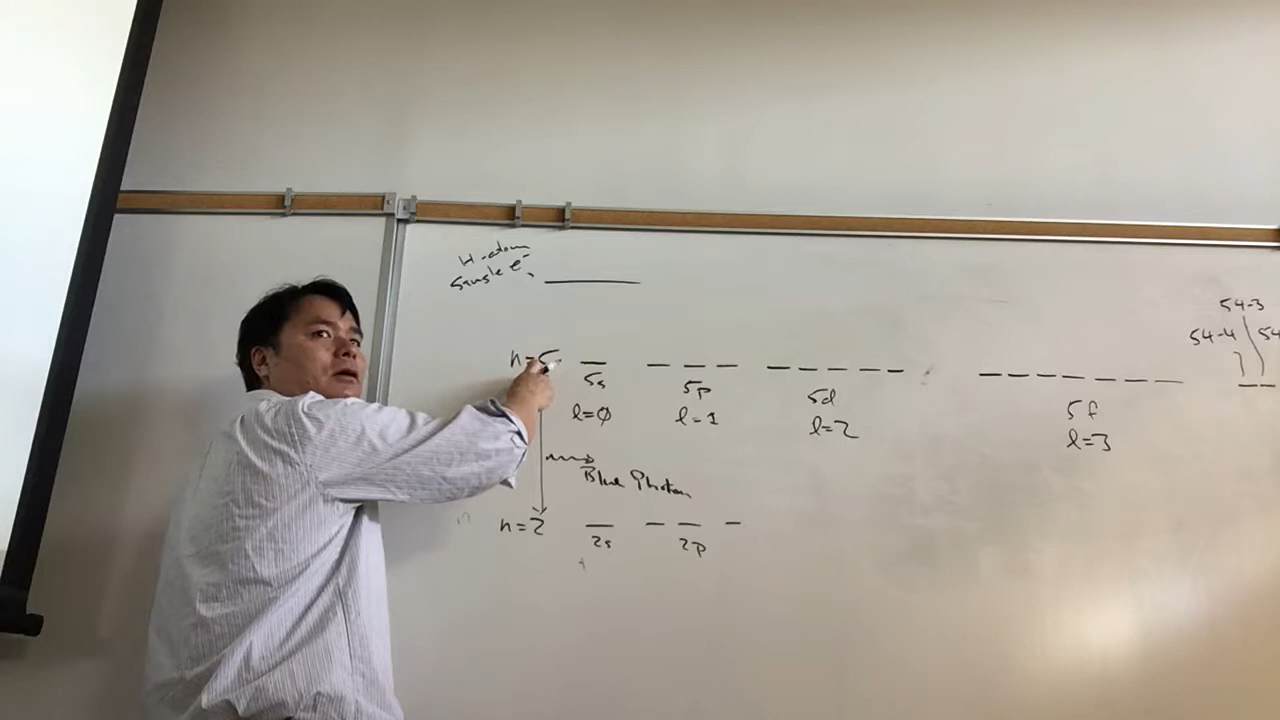 H-atom
Single e-
54-3
54-4 54
n=5
5s 5p 5d 5f
l=0 l=1 l=2 l=3
Blue Photon
n=2
2s 2p